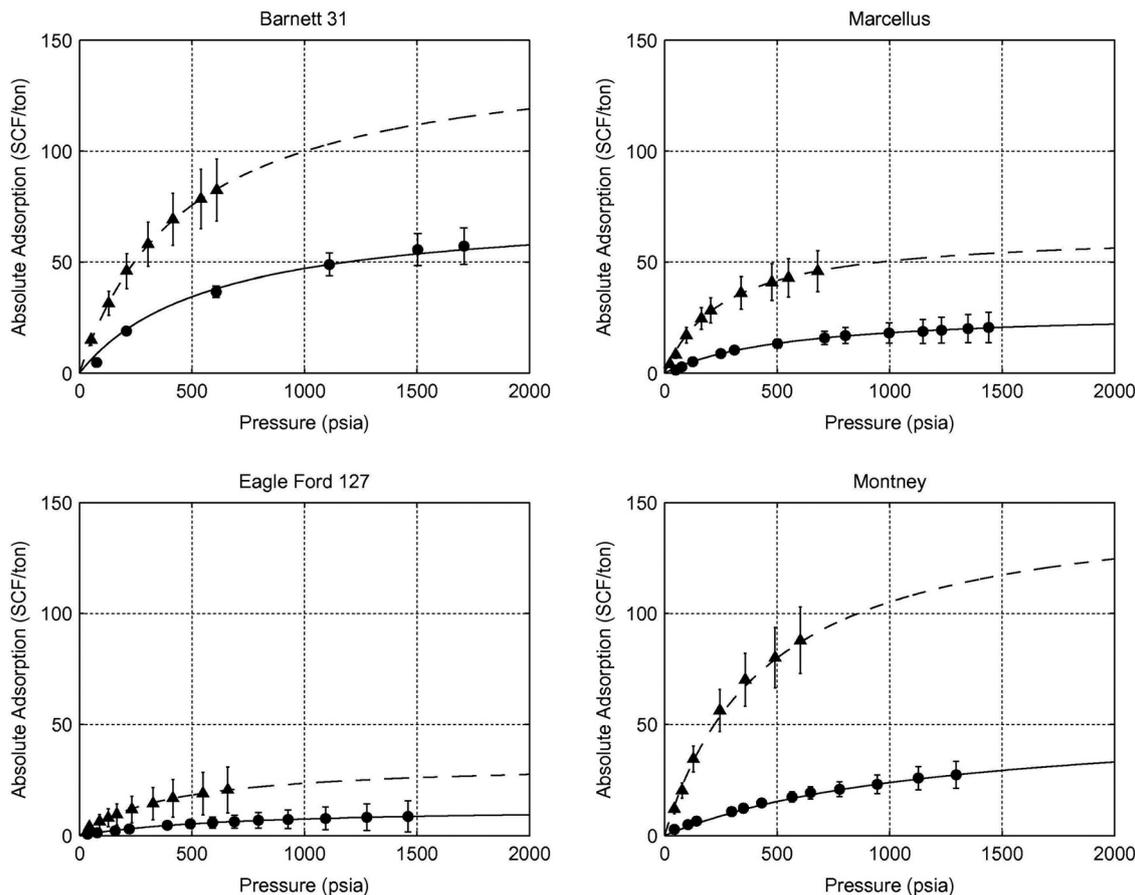 Barnett 31
150
100
50
0
Absolute Adsorption (SCF/ton)
0 500 1000 1500 2000
Pressure (psia)
Marcellus
150
100
50
0
Absolute Adsorption (SCF/ton)
0 500 1000 1500 2000
Pressure (psia)
Eagle Ford 127
150
100
50
0
Absolute Adsorption (SCF/ton)
0 500 1000 1500 2000
Pressure (psia)
Montney
150
100
50
0
Absolute Adsorption (SCF/ton)
0 500 1000 1500 2000
Pressure (psia)